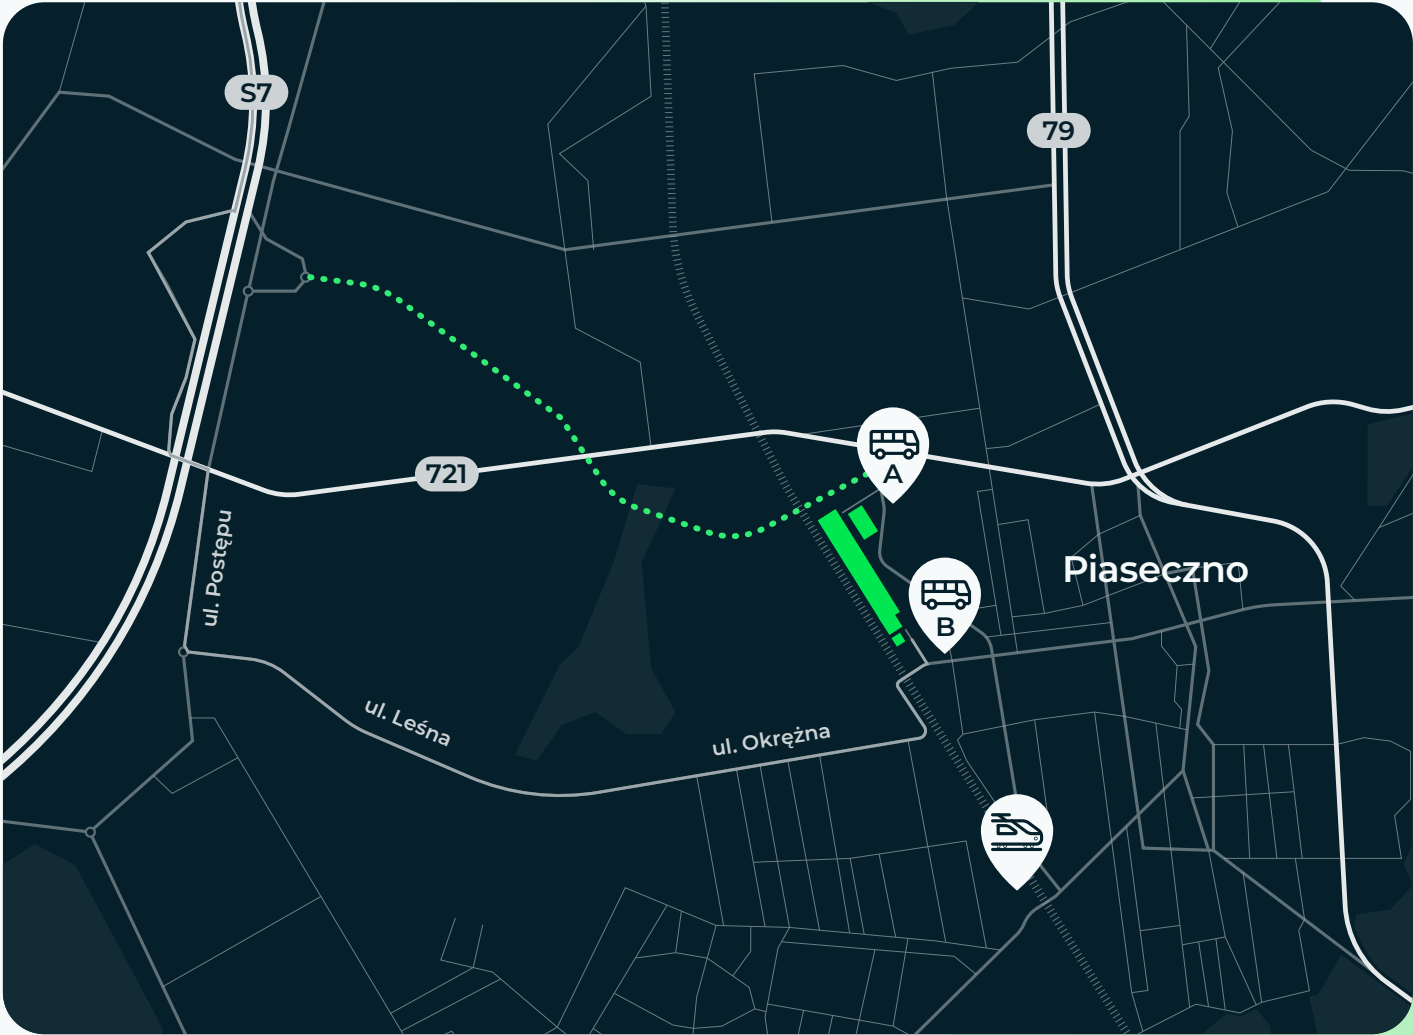 S7
79
A
721
ul. Postępu
Piaseczno
B
ul. Leśna
ul. Okrężna